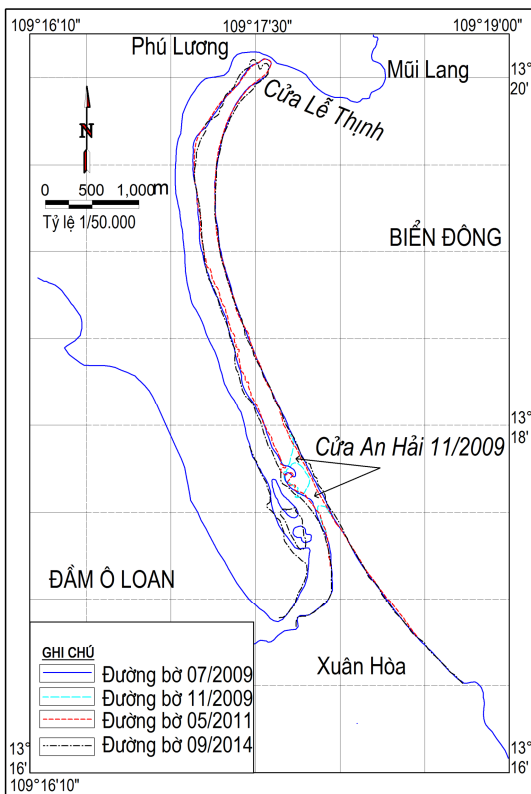 109°16'10" 109°17'30" 109°19'00"
Phú Lương
Mũi Lang
13°
20'
Cửa Lễ Thịnh
N
0 500 1,000m
Tỷ lệ 1/50.000
BIỂN ĐÔNG
13°
18'
Cửa An Hải 11/2009
ĐẦM Ô LOAN
Xuân Hòa
GHI CHÚ
Đường bờ 07/2009
Đường bờ 11/2009
Đường bờ 05/2011
Đường bờ 09/2014
13°
16'
13°
16'
109°16'10"